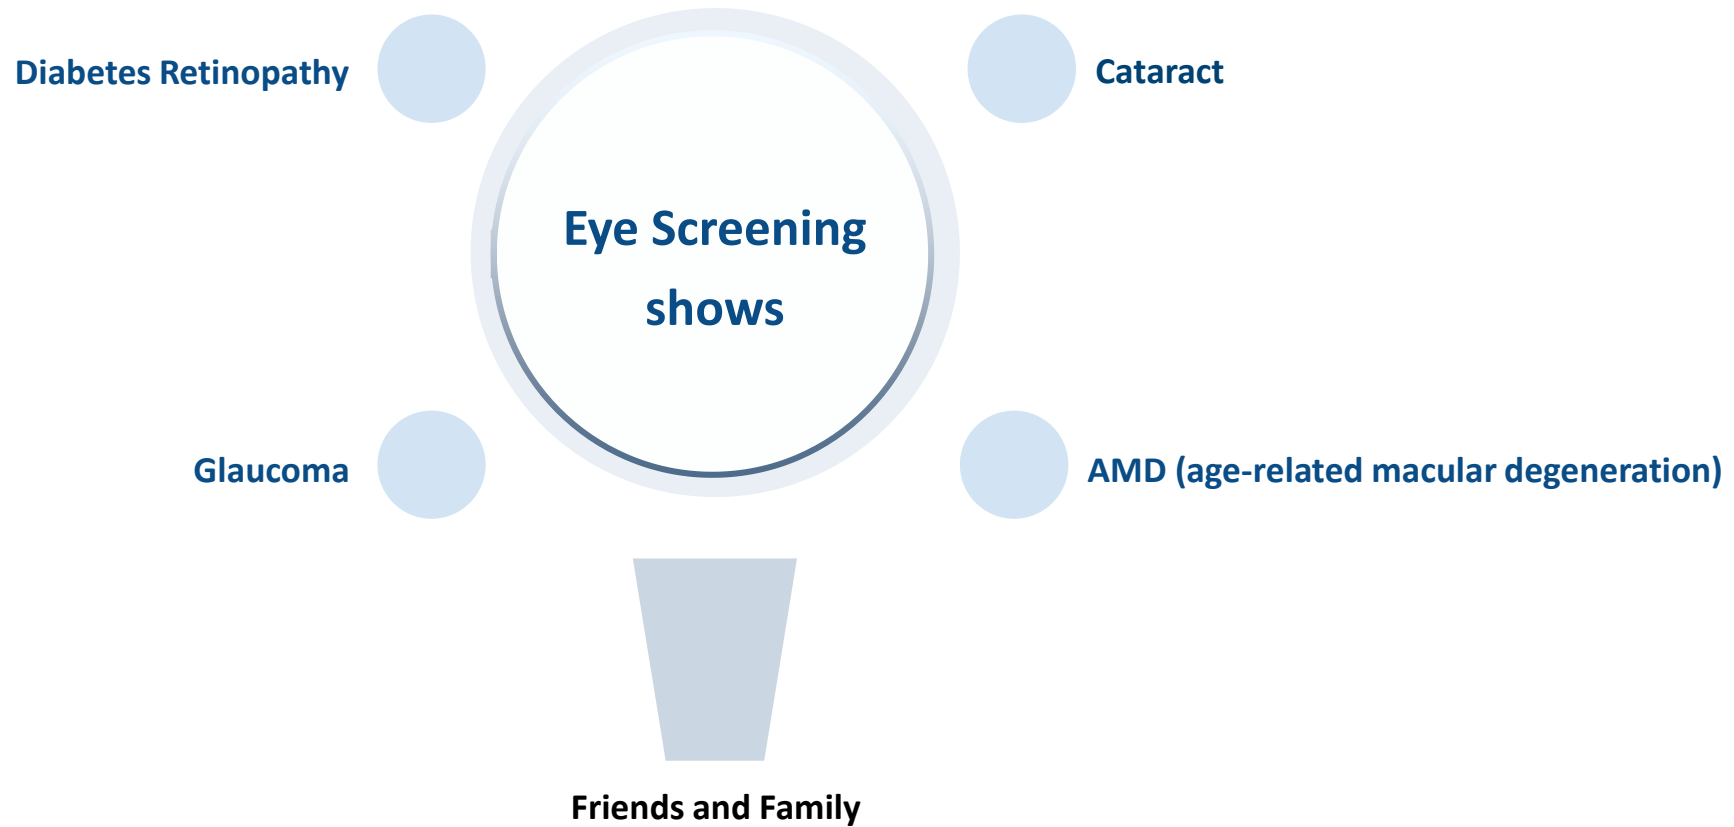 Diabetes Retinopathy
Cataract
Eye Screening
shows
Glaucoma
AMD (age-related macular degeneration)
Friends and Family